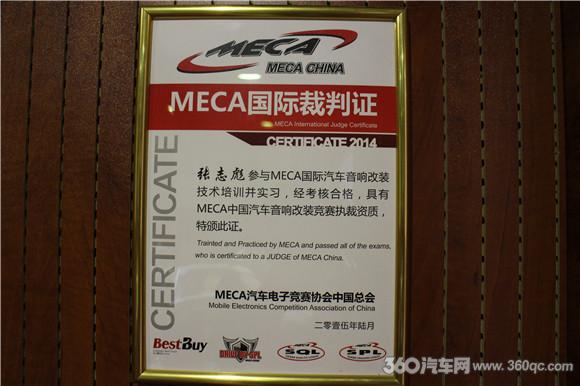 MECA
MECA CHINA
MECA国际裁判证
MECA International Judge Certificate
CERTIFICATE 2014
CERTIFICATE
张志彪参与MECA国际汽车音响改装
技术培训并实习，经考核合格，具有
MECA中国汽车音响改装竞赛执裁资质，
特颁此证。
Trainted and Practiced by MECA and passed all of the exams,
who is certificated to a JUDGE of MECA China.
MECA汽车电子竞赛协会中国总会
Mobile Electronics Competition Association of China
二零壹伍年陆月
BestBuy
DRIVE BY SPL
MECA
SQL
MECA
SPL
360汽车网 www.360qc.com